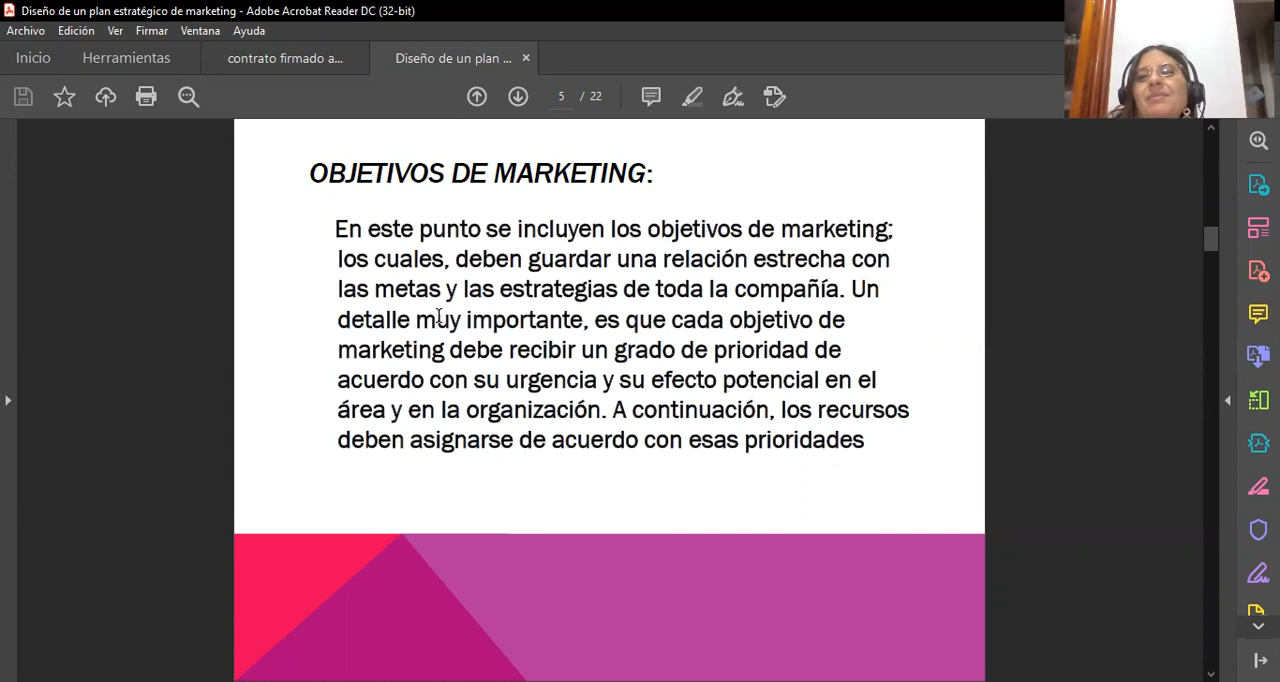 Diseño de un plan estratégico de marketing - Adobe Acrobat Reader DC (32-bit)
Archivo Edición Ver Firmar Ventana Ayuda
Inicio Herramientas contrato firmado a... Diseño de un plan ... ×
5 / 22
OBJETIVOS DE MARKETING:
En este punto se incluyen los objetivos de marketing;
los cuales, deben guardar una relación estrecha con
las metas y las estrategias de toda la compañía. Un
detalle muy importante, es que cada objetivo de
marketing debe recibir un grado de prioridad de
acuerdo con su urgencia y su efecto potencial en el
área y en la organización. A continuación, los recursos
deben asignarse de acuerdo con esas prioridades